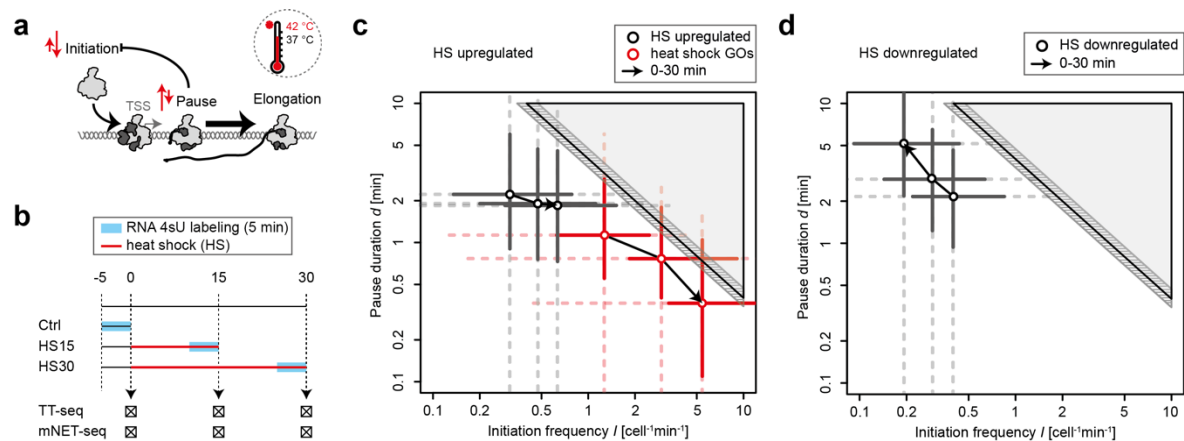 a
42 °C
37 °C
Initiation
TSS
Pause
Elongation
b
RNA 4sU labeling (5 min)
heat shock (HS)
-5 0 15 30
Ctrl
HS15
HS30
TT-seq
mNET-seq
c
HS upregulated
HS upregulated
heat shock GOs
0-30 min
Pause duration d [min]
10
5
2
1
0.5
0.2
0.1
0.1 0.2 0.5 1 2 5 10
Initiation frequency I [cell⁻¹min⁻¹]
d
HS downregulated
HS downregulated
0-30 min
Pause duration d [min]
10
5
2
1
0.5
0.2
0.1
0.1 0.2 0.5 1 2 5 10
Initiation frequency I [cell⁻¹min⁻¹]